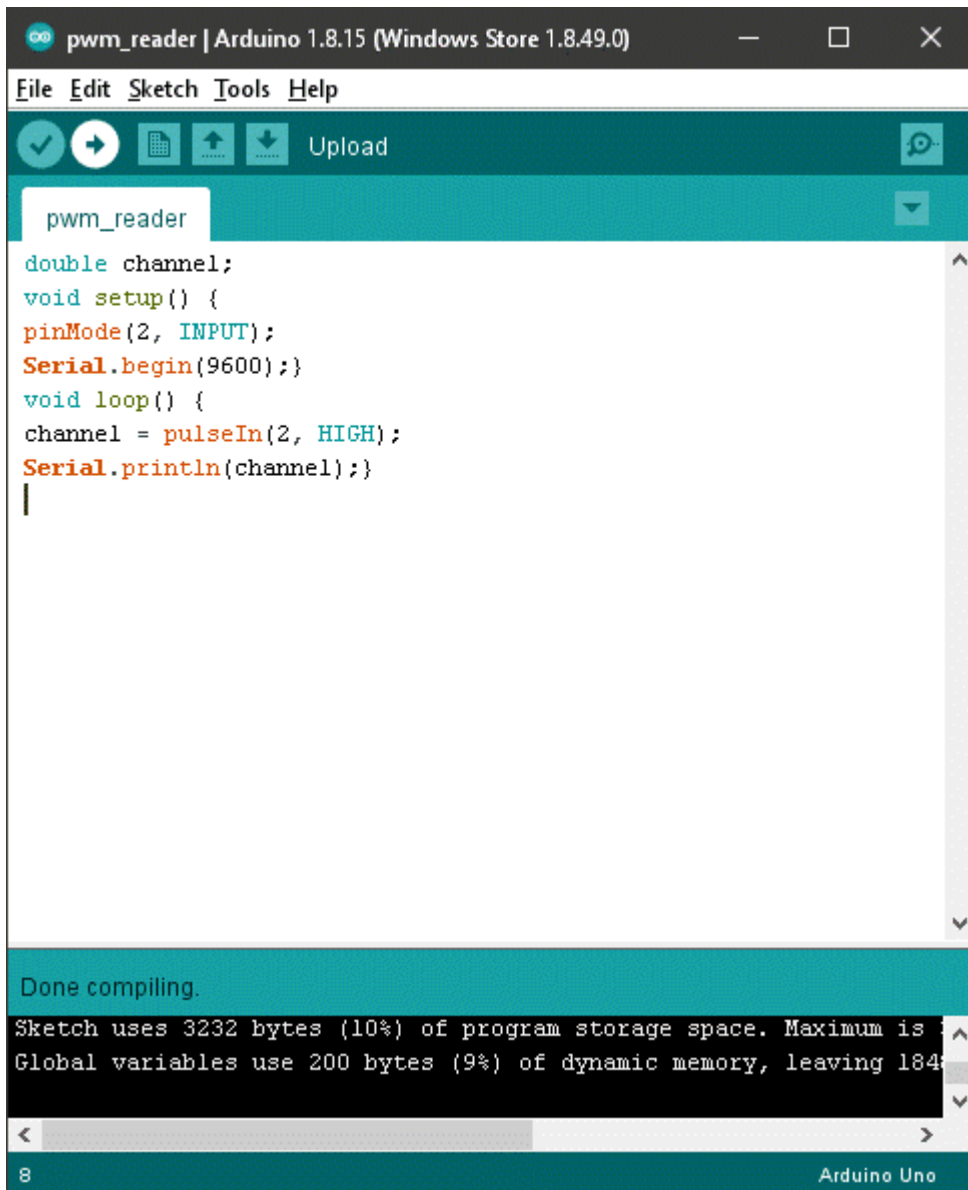 pwm_reader | Arduino 1.8.15 (Windows Store 1.8.49.0)
File Edit Sketch Tools Help
Upload
pwm_reader
double channel;
void setup() {
pinMode(2, INPUT);
Serial.begin(9600);}
void loop() {
channel = pulseIn(2, HIGH);
Serial.println(channel);}
Done compiling.
Sketch uses 3232 bytes (10%) of program storage space. Maximum is
Global variables use 200 bytes (9%) of dynamic memory, leaving 184
8
Arduino Uno